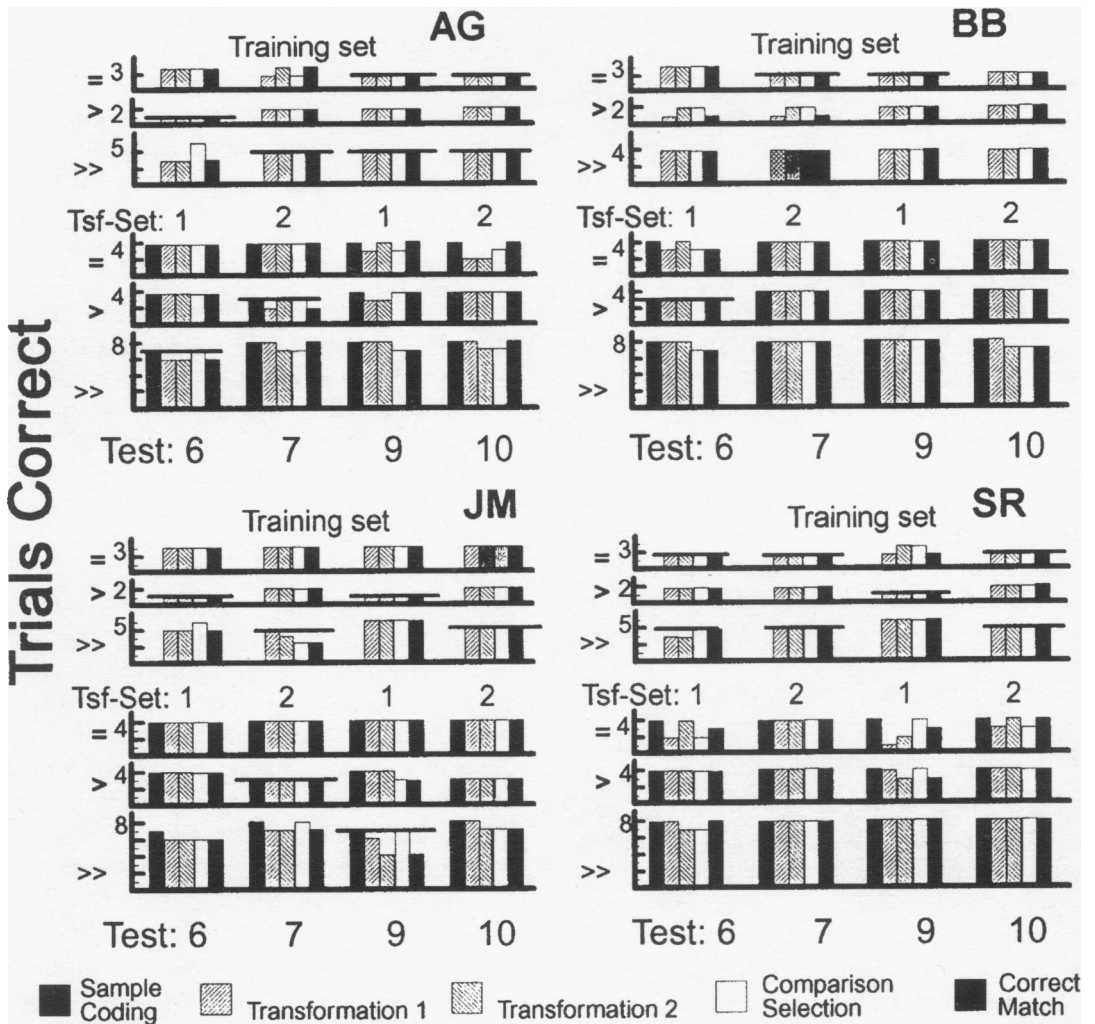 AG
Training set
= 3
> 2
>> 5
Tsf-Set: 1 2 1 2
= 4
> 4
>> 8
Test: 6 7 9 10
BB
Training set
= 3
> 2
>> 4
Tsf-Set: 1 2 1 2
= 4
> 4
>> 8
Test: 6 7 9 10
Trials Correct
JM
Training set
= 3
> 2
>> 5
Tsf-Set: 1 2 1 2
= 4
> 4
>> 8
Test: 6 7 9 10
SR
Training set
= 3
> 2
>> 5
Tsf-Set: 1 2 1 2
= 4
> 4
>> 8
Test: 6 7 9 10
Sample
Coding
Transformation 1
Transformation 2
Comparison
Selection
Correct
Match